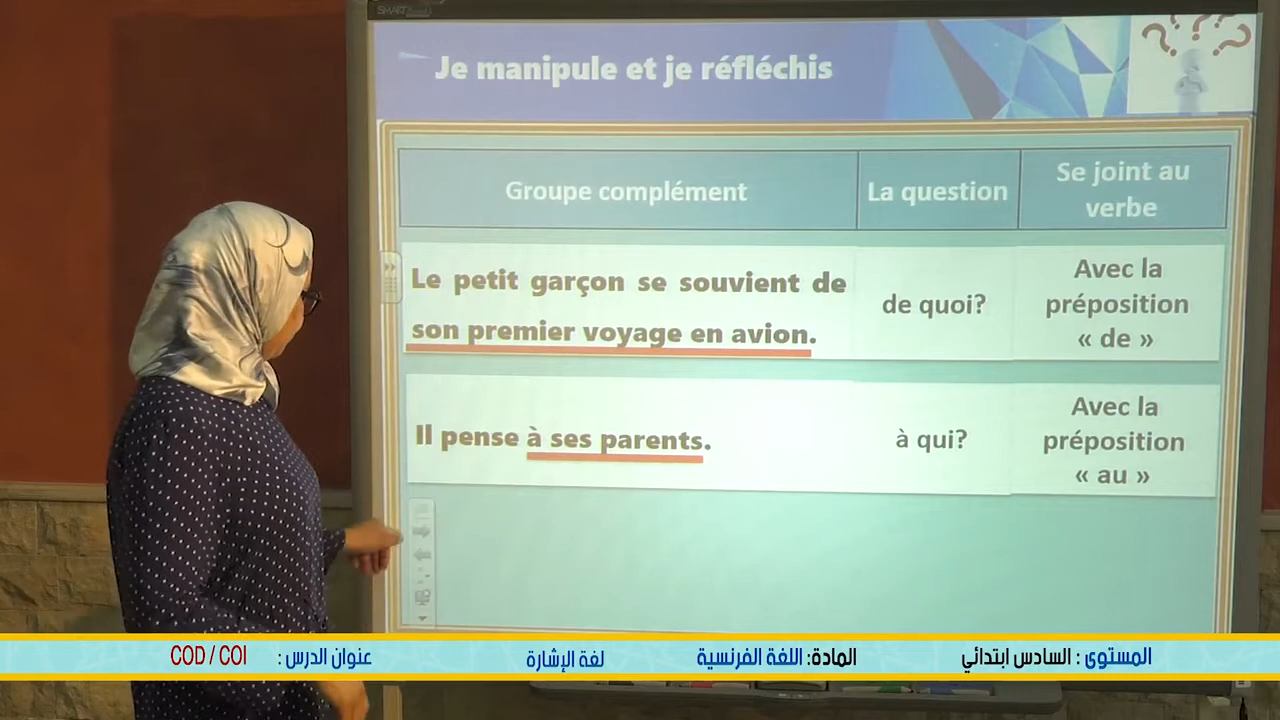 SMART
Je manipule et je réfléchis
Groupe complément
La question
Se joint au
verbe
Le petit garçon se souvient de
son premier voyage en avion.
de quoi?
Avec la
préposition
« de »
Il pense à ses parents.
à qui?
Avec la
préposition
« au »
المستوى : السادس ابتدائي
المادة: اللغة الفرنسية
لغة الإشارة
عنوان الدرس : COD / COI